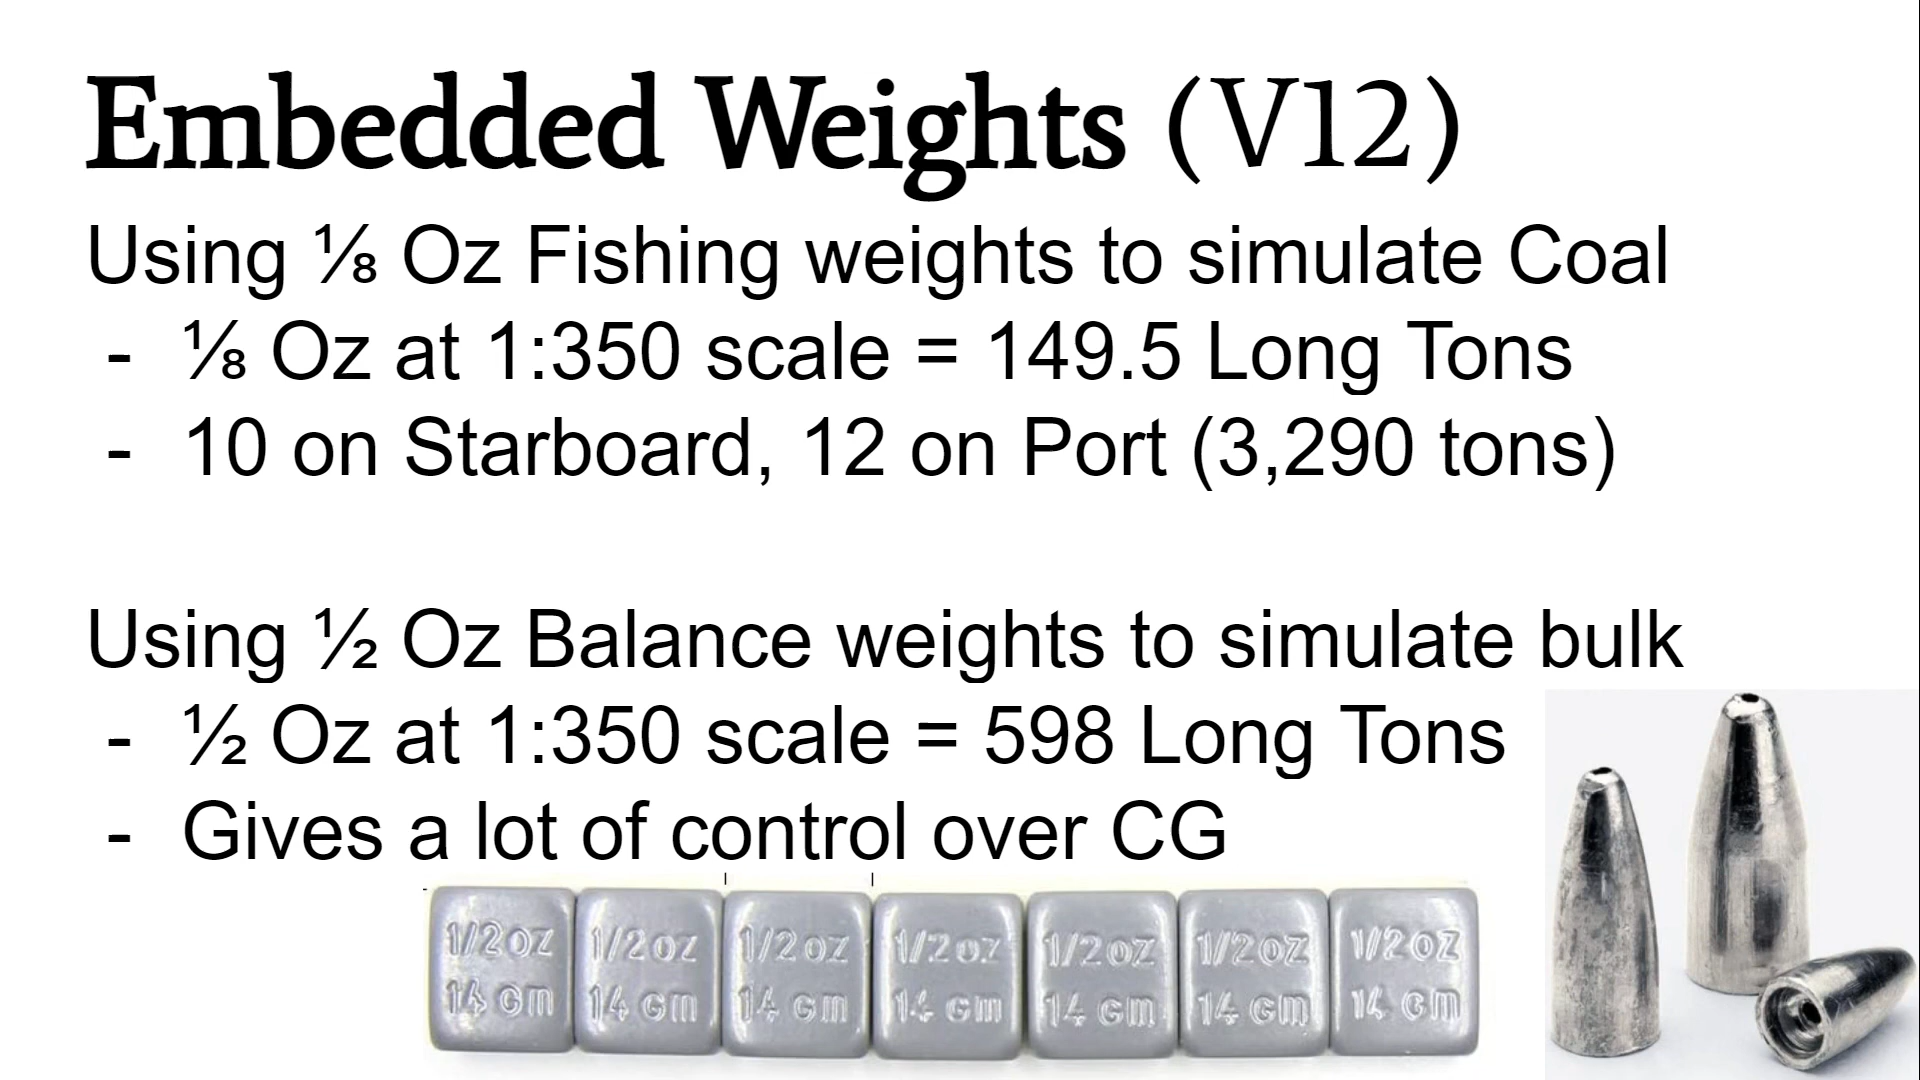 Embedded Weights (V12)
Using ⅛ Oz Fishing weights to simulate Coal
- ⅛ Oz at 1:350 scale = 149.5 Long Tons
- 10 on Starboard, 12 on Port (3,290 tons)
Using ½ Oz Balance weights to simulate bulk
- ½ Oz at 1:350 scale = 598 Long Tons
- Gives a lot of control over CG
1/2 oz 1/2 oz 1/2 oz 1/2 oz 1/2 oz 1/2 oz 1/2 oz
14 Gm 14 Gm 14 Gm 14 Gm 14 Gm 14 Gm 14 Gm